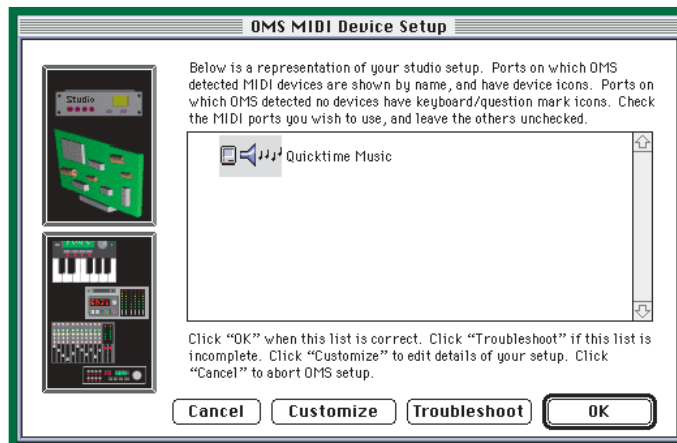 OMS MIDI Device Setup
Below is a representation of your studio setup. Ports on which OMS
detected MIDI devices are shown by name, and have device icons. Ports on
which OMS detected no devices have keyboard/question mark icons. Check
the MIDI ports you wish to use, and leave the others unchecked.
Studio
Quicktime Music
Click “OK” when this list is correct. Click “Troubleshoot” if this list is
incomplete. Click “Customize” to edit details of your setup. Click
“Cancel” to abort OMS setup.
Cancel
Customize
Troubleshoot
OK